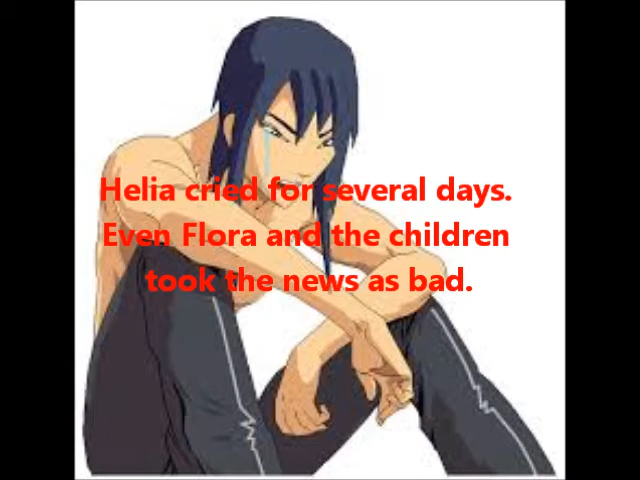 Helia cried for several days.
Even Flora and the children
took the news as bad.